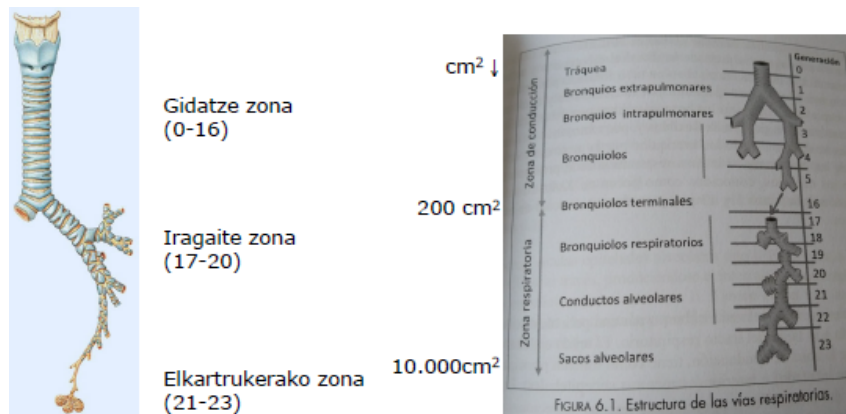 Gidatze zona
(0-16)
Iragaite zona
(17-20)
Elkartrukerako zona
(21-23)
cm² ↓
200 cm²
10.000cm²
Generación
Zona de conducción
Zona respiratoria
Tráquea
0
Bronquios extrapulmonares
1
Bronquios intrapulmonares
2
3
Bronquiolos
4
5
Bronquiolos terminales
16
17
Bronquiolos respiratorios
18
19
20
Conductos alveolares
21
22
Sacos alveolares
23
FIGURA 6.1. Estructura de las vías respiratorias.